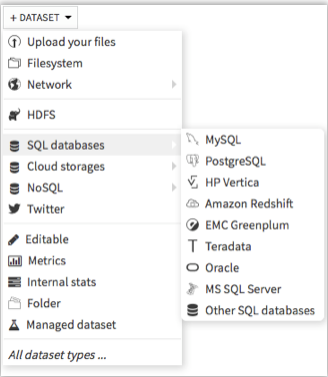 + DATASET
Upload your files
Filesystem
Network
HDFS
SQL databases
Cloud storages
NoSQL
Twitter
Editable
Metrics
Internal stats
Folder
Managed dataset
All dataset types ...
MySQL
PostgreSQL
HP Vertica
Amazon Redshift
EMC Greenplum
Teradata
Oracle
MS SQL Server
Other SQL databases